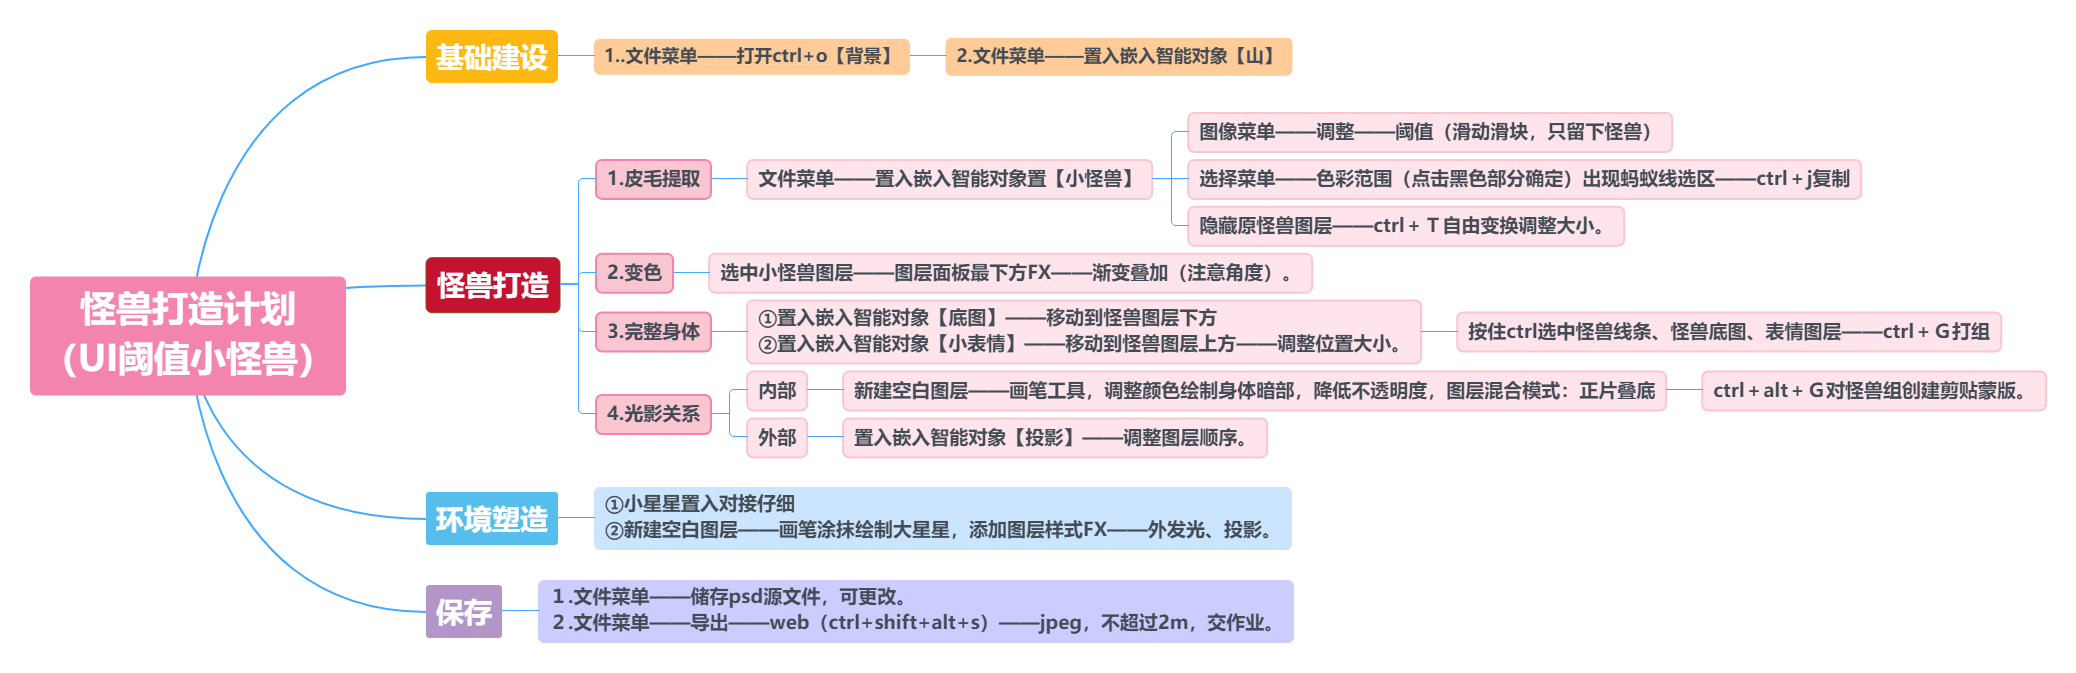 怪兽打造计划
（UI阈值小怪兽）
基础建设
1..文件菜单——打开ctrl+o【背景】
2.文件菜单——置入嵌入智能对象【山】
怪兽打造
1.皮毛提取
文件菜单——置入嵌入智能对象置【小怪兽】
图像菜单——调整——阈值（滑动滑块，只留下怪兽）
选择菜单——色彩范围（点击黑色部分确定）出现蚂蚁线选区——ctrl＋j复制
隐藏原怪兽图层——ctrl＋Ｔ自由变换调整大小。
2.变色
选中小怪兽图层——图层面板最下方FX——渐变叠加（注意角度）。
3.完整身体
①置入嵌入智能对象【底图】——移动到怪兽图层下方
②置入嵌入智能对象【小表情】——移动到怪兽图层上方——调整位置大小。
按住ctrl选中怪兽线条、怪兽底图、表情图层——ctrl＋Ｇ打组
4.光影关系
内部
新建空白图层——画笔工具，调整颜色绘制身体暗部，降低不透明度，图层混合模式：正片叠底
ctrl＋alt＋Ｇ对怪兽组创建剪贴蒙版。
外部
置入嵌入智能对象【投影】——调整图层顺序。
环境塑造
①小星星置入对接仔细
②新建空白图层——画笔涂抹绘制大星星，添加图层样式FX——外发光、投影。
保存
１.文件菜单——储存psd源文件，可更改。
２.文件菜单——导出——web（ctrl+shift+alt+s）——jpeg，不超过2m，交作业。